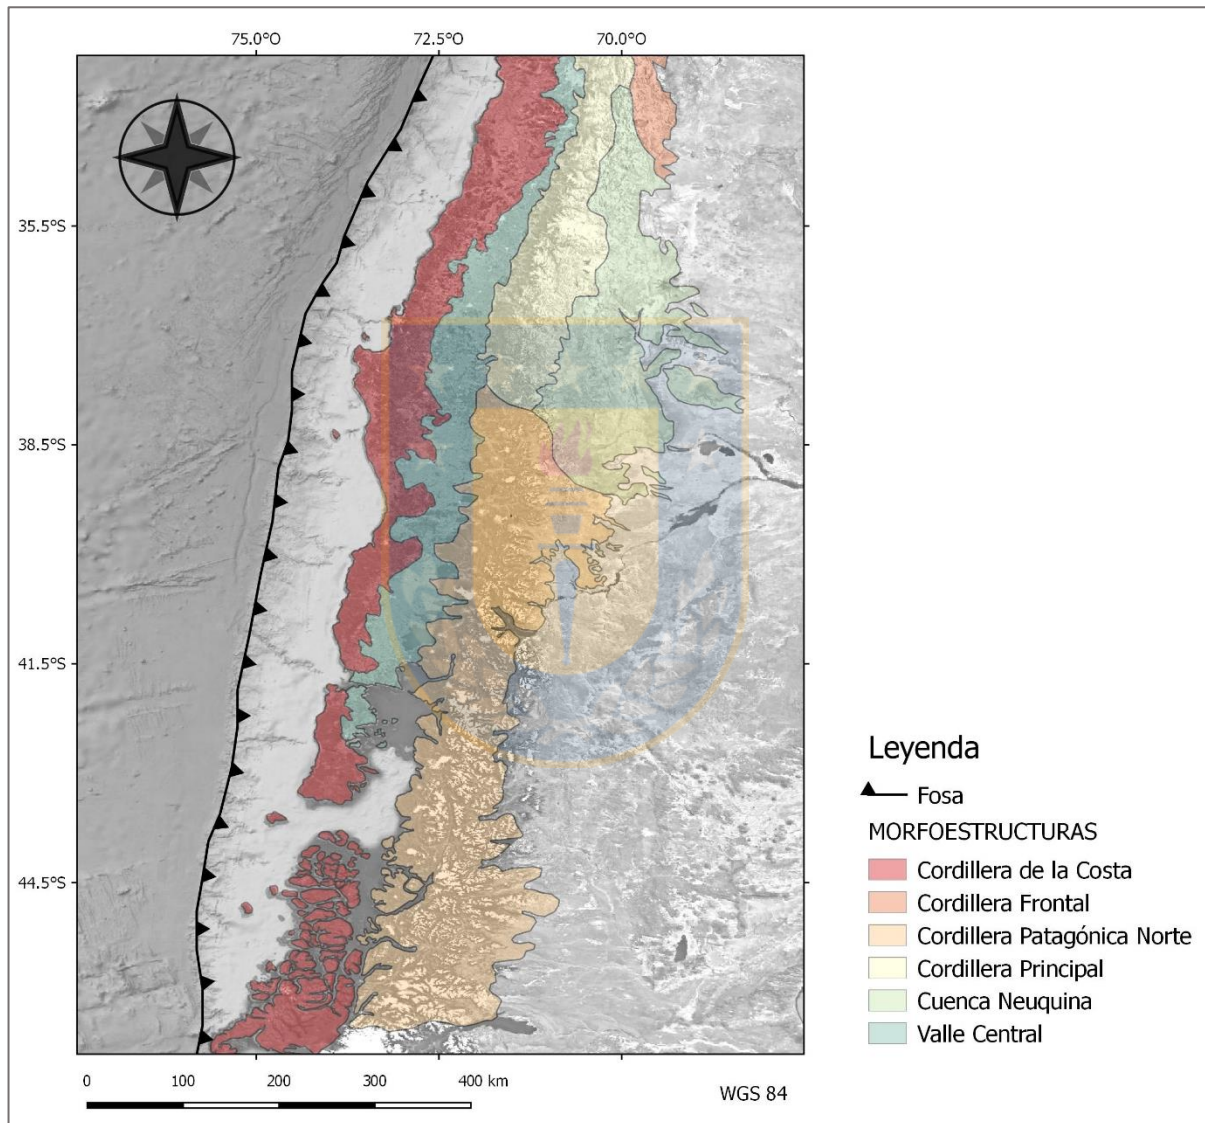 75.0°O 72.5°O 70.0°O
35.5°S
38.5°S
41.5°S
44.5°S
Leyenda
Fosa
MORFOESTRUCTURAS
Cordillera de la Costa
Cordillera Frontal
Cordillera Patagónica Norte
Cordillera Principal
Cuenca Neuquina
Valle Central
0 100 200 300 400 km
WGS 84